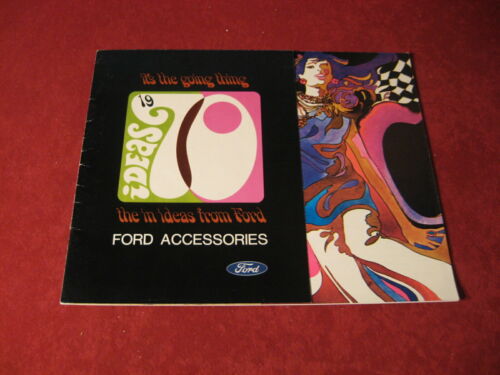 it's the going thing
19
70
ideas
the in ideas from Ford
FORD ACCESSORIES
Ford